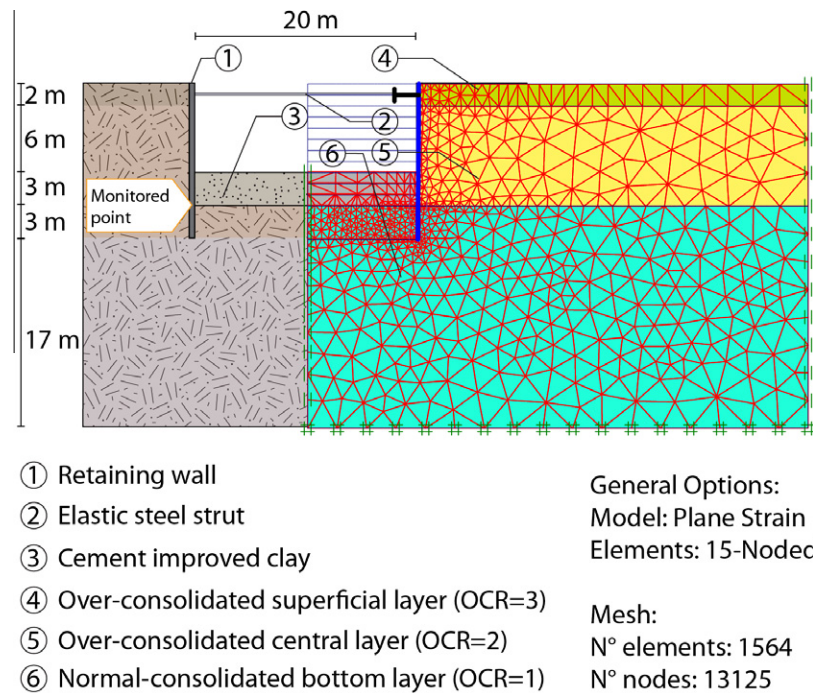 20 m
① ④
2 m
③ ②
6 m
⑥ ⑤
3 m
Monitored
point
3 m
17 m
① Retaining wall
② Elastic steel strut
③ Cement improved clay
④ Over-consolidated superficial layer (OCR=3)
⑤ Over-consolidated central layer (OCR=2)
⑥ Normal-consolidated bottom layer (OCR=1)
General Options:
Model: Plane Strain
Elements: 15-Noded
Mesh:
N° elements: 1564
N° nodes: 13125